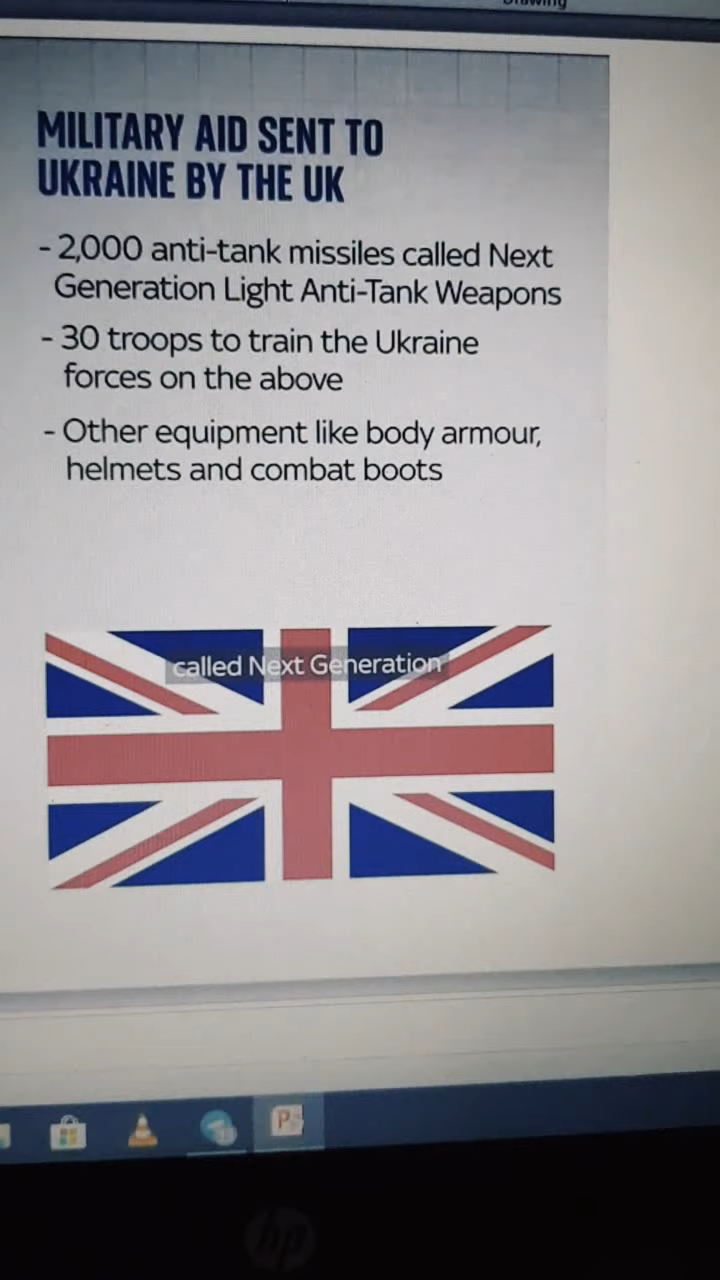 Drawing
MILITARY AID SENT TO
UKRAINE BY THE UK
- 2,000 anti-tank missiles called Next
Generation Light Anti-Tank Weapons
- 30 troops to train the Ukraine
forces on the above
- Other equipment like body armour,
helmets and combat boots
called Next Generation
P
hp